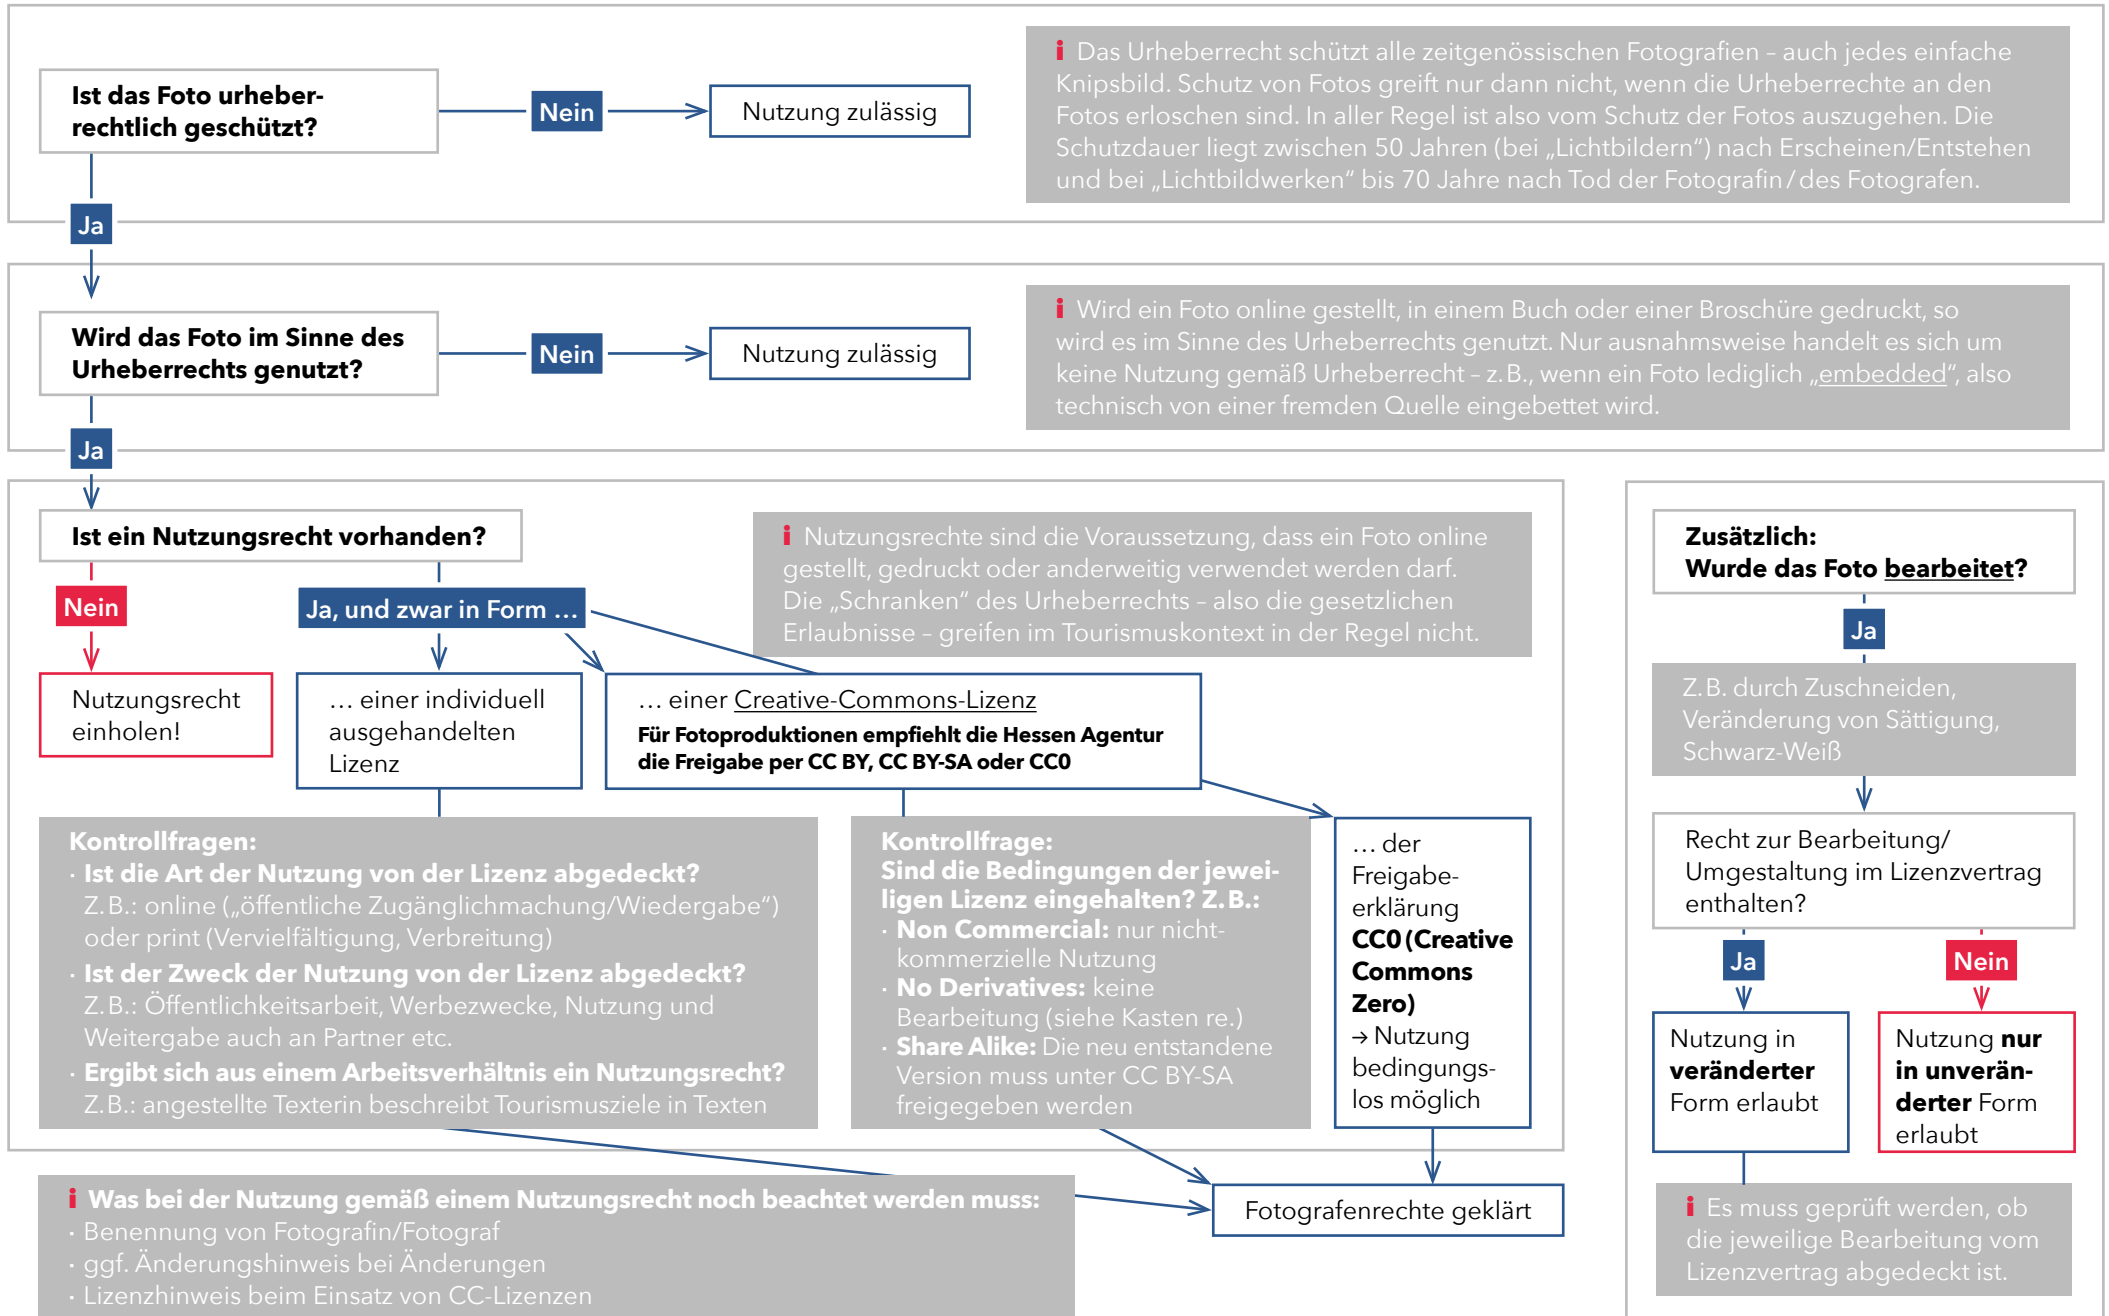 Ist das Foto urheber-
rechtlich geschützt?
Nein
Nutzung zulässig
i Das Urheberrecht schützt alle zeitgenössischen Fotografien – auch jedes einfache
Knipsbild. Schutz von Fotos greift nur dann nicht, wenn die Urheberrechte an den
Fotos erloschen sind. In aller Regel ist also vom Schutz der Fotos auszugehen. Die
Schutzdauer liegt zwischen 50 Jahren (bei „Lichtbildern“) nach Erscheinen/Entstehen
und bei „Lichtbildwerken“ bis 70 Jahre nach Tod der Fotografin / des Fotografen.
Ja
Wird das Foto im Sinne des
Urheberrechts genutzt?
Nein
Nutzung zulässig
i Wird ein Foto online gestellt, in einem Buch oder einer Broschüre gedruckt, so
wird es im Sinne des Urheberrechts genutzt. Nur ausnahmsweise handelt es sich um
keine Nutzung gemäß Urheberrecht – z. B., wenn ein Foto lediglich „embedded“, also
technisch von einer fremden Quelle eingebettet wird.
Ja
Ist ein Nutzungsrecht vorhanden?
i Nutzungsrechte sind die Voraussetzung, dass ein Foto online
gestellt, gedruckt oder anderweitig verwendet werden darf.
Die „Schranken“ des Urheberrechts – also die gesetzlichen
Erlaubnisse – greifen im Tourismuskontext in der Regel nicht.
Nein
Ja, und zwar in Form …
Nutzungsrecht
einholen!
… einer individuell
ausgehandelten
Lizenz
… einer Creative-Commons-Lizenz
Für Fotoproduktionen empfiehlt die Hessen Agentur
die Freigabe per CC BY, CC BY-SA oder CC0
Kontrollfragen:
· Ist die Art der Nutzung von der Lizenz abgedeckt?
Z. B.: online („öffentliche Zugänglichmachung/Wiedergabe“)
oder print (Vervielfältigung, Verbreitung)
· Ist der Zweck der Nutzung von der Lizenz abgedeckt?
Z. B.: Öffentlichkeitsarbeit, Werbezwecke, Nutzung und
Weitergabe auch an Partner etc.
· Ergibt sich aus einem Arbeitsverhältnis ein Nutzungsrecht?
Z. B.: angestellte Texterin beschreibt Tourismusziele in Texten
Kontrollfrage:
Sind die Bedingungen der jewei-
ligen Lizenz eingehalten? Z. B.:
· Non Commercial: nur nicht-
kommerzielle Nutzung
· No Derivatives: keine
Bearbeitung (siehe Kasten re.)
· Share Alike: Die neu entstandene
Version muss unter CC BY-SA
freigegeben werden
… der
Freigabe-
erklärung
CC0 (Creative
Commons
Zero)
→ Nutzung
bedingungs-
los möglich
Fotografenrechte geklärt
i Was bei der Nutzung gemäß einem Nutzungsrecht noch beachtet werden muss:
· Benennung von Fotografin/Fotograf
· ggf. Änderungshinweis bei Änderungen
· Lizenzhinweis beim Einsatz von CC-Lizenzen
Zusätzlich:
Wurde das Foto bearbeitet?
Ja
Z. B. durch Zuschneiden,
Veränderung von Sättigung,
Schwarz-Weiß
Recht zur Bearbeitung/
Umgestaltung im Lizenzvertrag
enthalten?
Ja
Nein
Nutzung in
veränderter
Form erlaubt
Nutzung nur
in unverän-
derter Form
erlaubt
i Es muss geprüft werden, ob
die jeweilige Bearbeitung vom
Lizenzvertrag abgedeckt ist.